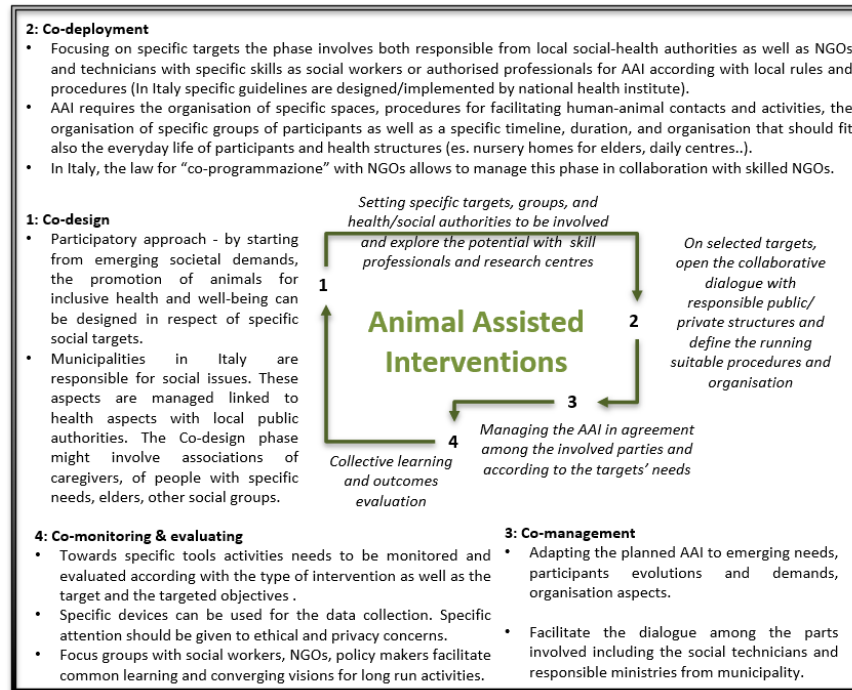 2: Co-deployment
• Focusing on specific targets the phase involves both responsible from local social-health authorities as well as NGOs
and technicians with specific skills as social workers or authorised professionals for AAI according with local rules and
procedures (In Italy specific guidelines are designed/implemented by national health institute).
• AAI requires the organisation of specific spaces, procedures for facilitating human-animal contacts and activities, the
organisation of specific groups of participants as well as a specific timeline, duration, and organisation that should fit
also the everyday life of participants and health structures (es. nursery homes for elders, daily centres..).
• In Italy, the law for “co-programmazione” with NGOs allows to manage this phase in collaboration with skilled NGOs.
1: Co-design
• Participatory approach - by starting
from emerging societal demands,
the promotion of animals for
inclusive health and well-being can
be designed in respect of specific
social targets.
• Municipalities in Italy are
responsible for social issues. These
aspects are managed linked to
health aspects with local public
authorities. The Co-design phase
might involve associations of
caregivers, of people with specific
needs, elders, other social groups.
Setting specific targets, groups, and
health/social authorities to be involved
and explore the potential with skill
professionals and research centres
1
Animal Assisted
Interventions
2
On selected targets,
open the collaborative
dialogue with
responsible public/
private structures and
define the running
suitable procedures and
organisation
3
Managing the AAI in agreement
among the involved parties and
according to the targets’ needs
4
Collective learning
and outcomes
evaluation
4: Co-monitoring & evaluating
• Towards specific tools activities needs to be monitored and
evaluated according with the type of intervention as well as the
target and the targeted objectives .
• Specific devices can be used for the data collection. Specific
attention should be given to ethical and privacy concerns.
• Focus groups with social workers, NGOs, policy makers facilitate
common learning and converging visions for long run activities.
3: Co-management
• Adapting the planned AAI to emerging needs,
participants evolutions and demands,
organisation aspects.
• Facilitate the dialogue among the parts
involved including the social technicians and
responsible ministries from municipality.